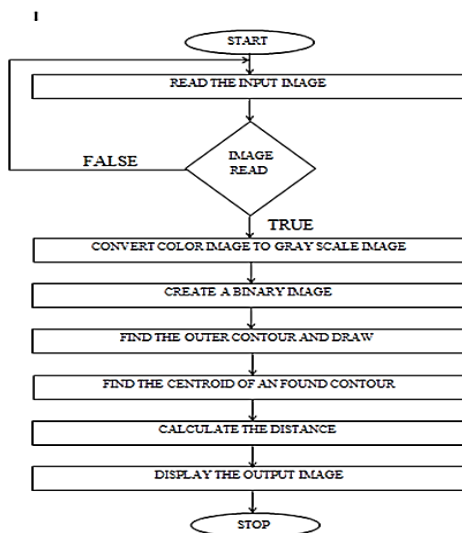 I
START
READ THE INPUT IMAGE
IMAGE
READ
FALSE
TRUE
CONVERT COLOR IMAGE TO GRAY SCALE IMAGE
CREATE A BINARY IMAGE
FIND THE OUTER CONTOUR AND DRAW
FIND THE CENTROID OF AN FOUND CONTOUR
CALCULATE THE DISTANCE
DISPLAY THE OUTPUT IMAGE
STOP